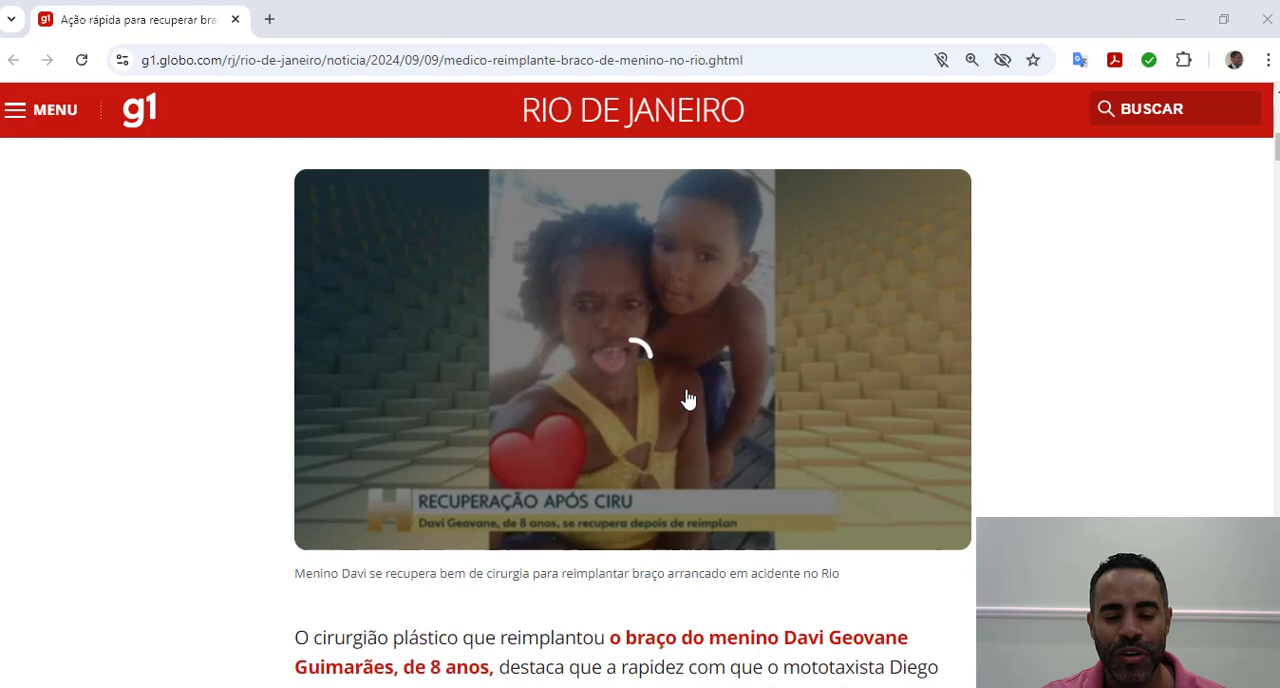 Ação rápida para recuperar bra
g1.globo.com/rj/rio-de-janeiro/noticia/2024/09/09/medico-reimplante-braco-de-menino-no-rio.ghtml
MENU
g1
RIO DE JANEIRO
BUSCAR
RECUPERAÇÃO APÓS CIRU
Davi Geovane, de 8 anos, se recupera depois de reimplan
Menino Davi se recupera bem de cirurgia para reimplantar braço arrancado em acidente no Rio
O cirurgião plástico que reimplantou o braço do menino Davi Geovane
Guimarães, de 8 anos, destaca que a rapidez com que o mototaxista Diego